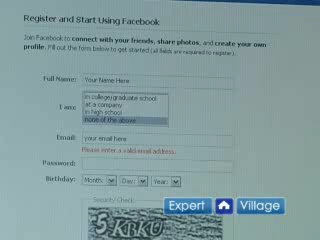 Register and Start Using Facebook
Join Facebook to connect with your friends, share photos, and create your own
profile. Fill out the form below to get started (all fields are required to register).
Full Name: Your Name Here
I am:
in college/graduate school
at a company
in high school
none of the above
Email: your email here
Please enter a valid email address.
Password:
Birthday: Month: Day: Year:
Security Check
5 KBKU
Expert Village